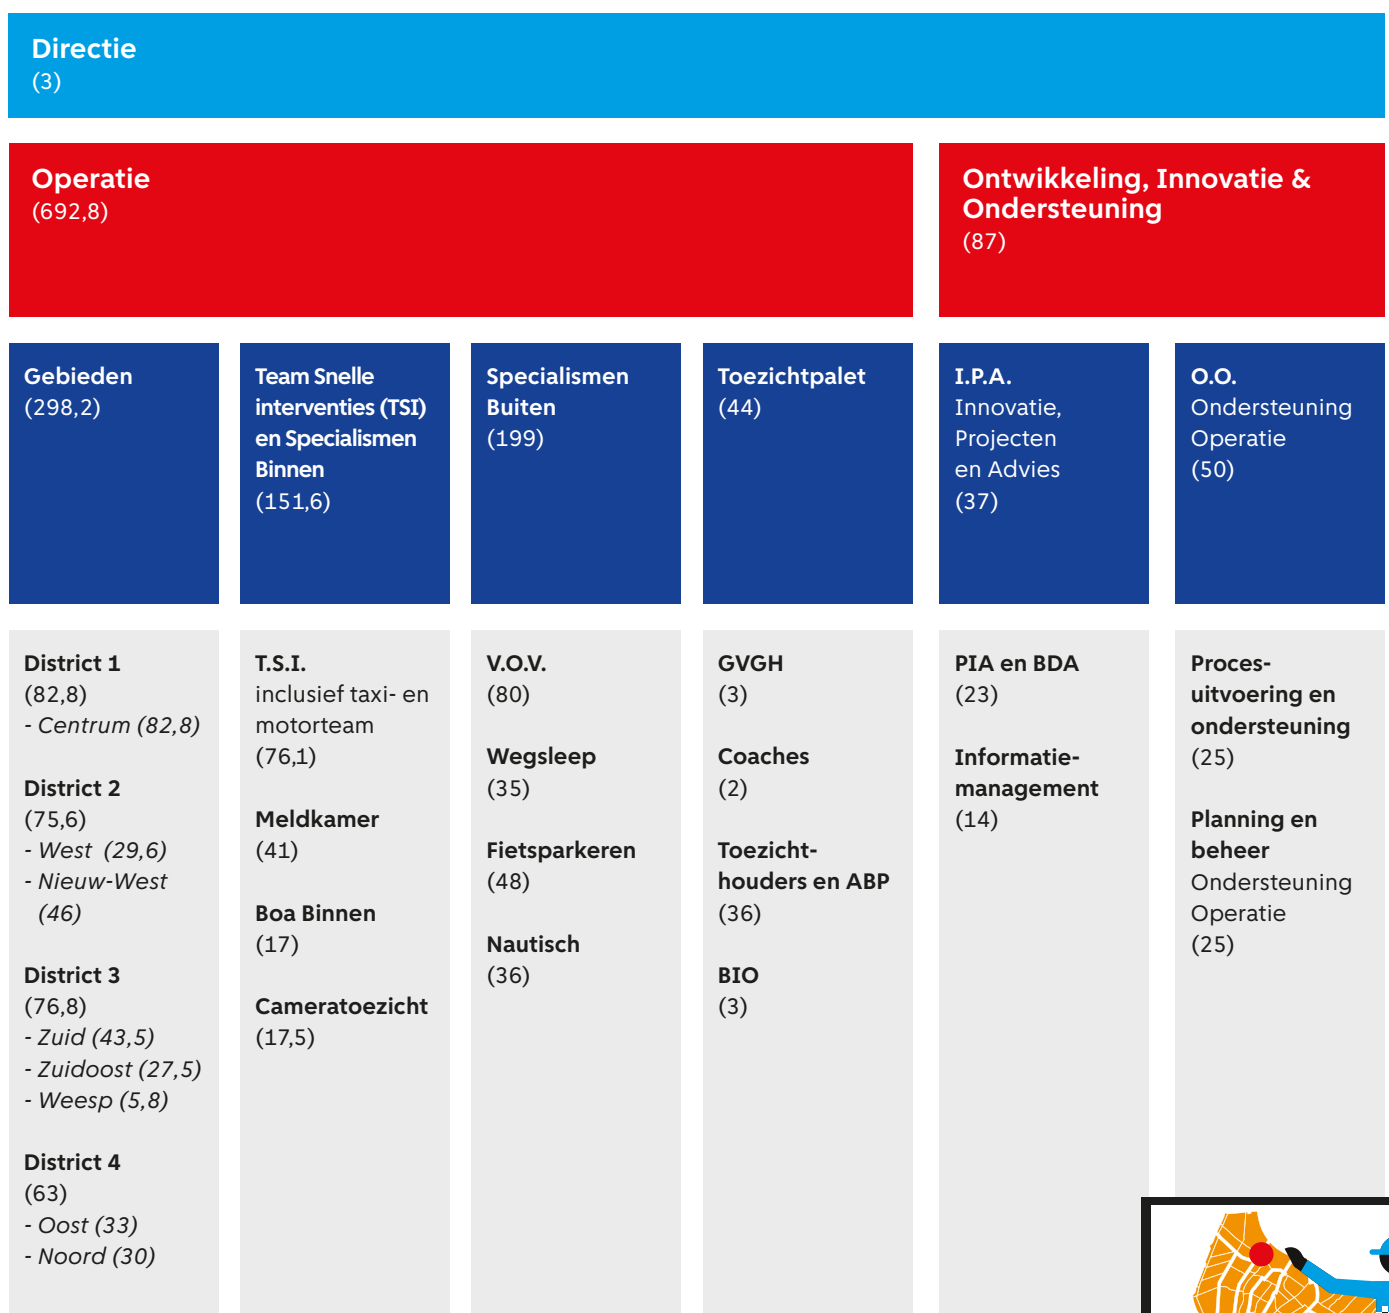 Directie
(3)
Operatie
(692,8)
Ontwikkeling, Innovatie &
Ondersteuning
(87)
Gebieden
(298,2)
Team Snelle
interventies (TSI)
en Specialismen
Binnen
(151,6)
Specialismen
Buiten
(199)
Toezichtpalet
(44)
I.P.A.
Innovatie,
Projecten
en Advies
(37)
O.O.
Ondersteuning
Operatie
(50)
District 1
(82,8)
- Centrum (82,8)
District 2
(75,6)
- West (29,6)
- Nieuw-West
(46)
District 3
(76,8)
- Zuid (43,5)
- Zuidoost (27,5)
- Weesp (5,8)
District 4
(63)
- Oost (33)
- Noord (30)
T.S.I.
inclusief taxi- en
motorteam
(76,1)
Meldkamer
(41)
Boa Binnen
(17)
Cameratoezicht
(17,5)
V.O.V.
(80)
Wegsleep
(35)
Fietsparkeren
(48)
Nautisch
(36)
GVGH
(3)
Coaches
(2)
Toezicht-
houders en ABP
(36)
BIO
(3)
PIA en BDA
(23)
Informatie-
management
(14)
Proces-
uitvoering en
ondersteuning
(25)
Planning en
beheer
Ondersteuning
Operatie
(25)